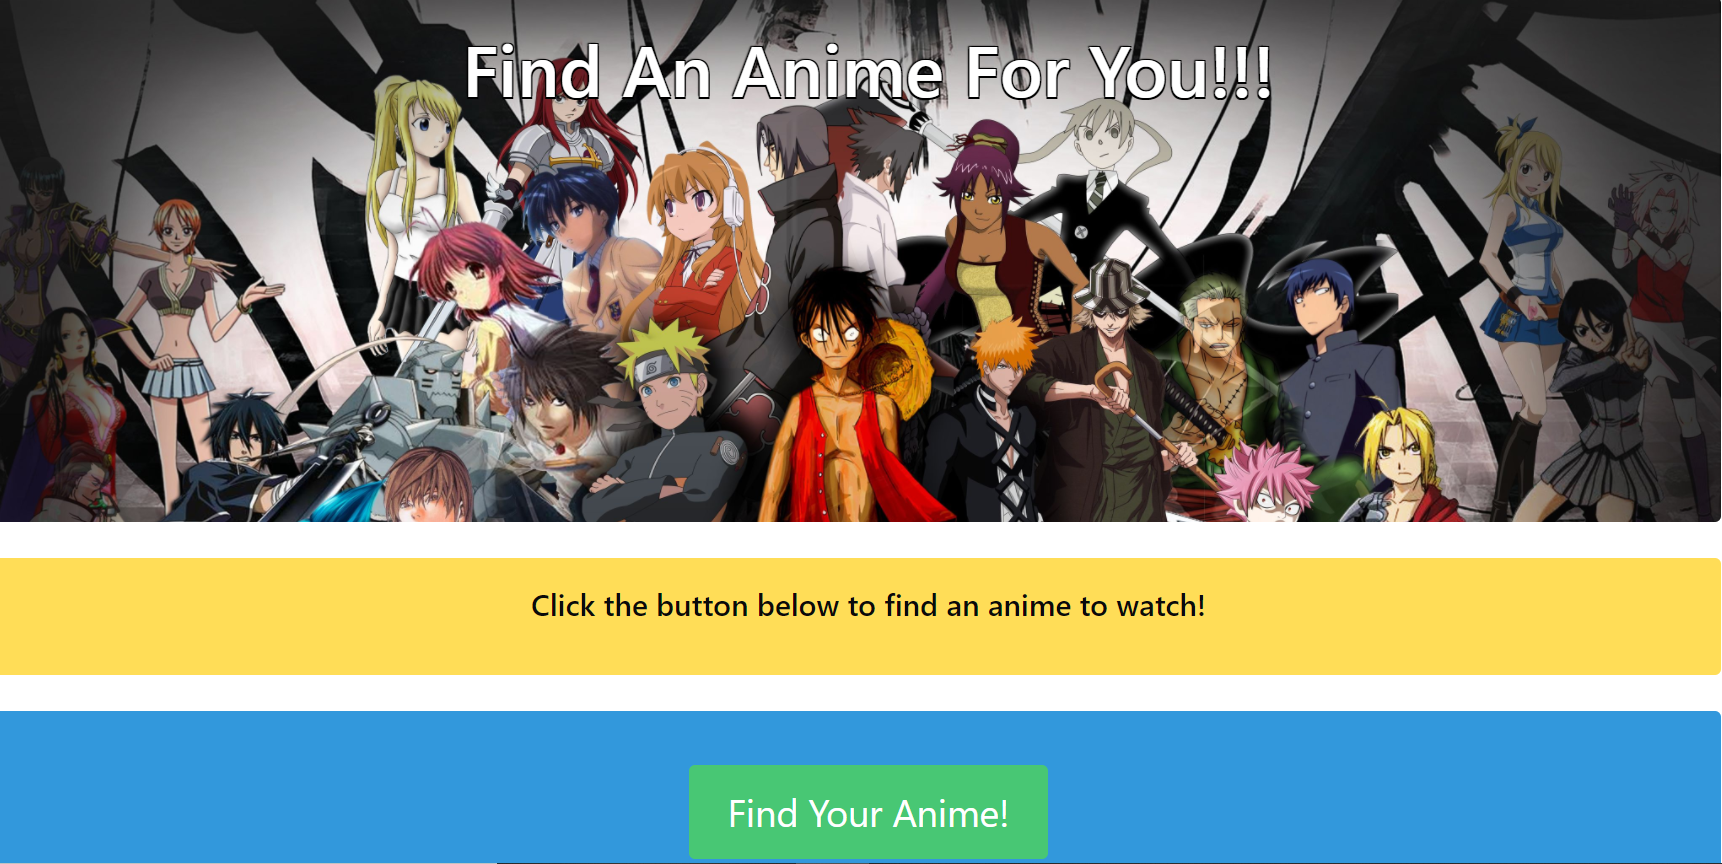 Find An Anime For You!!!
Click the button below to find an anime to watch!
Find Your Anime!